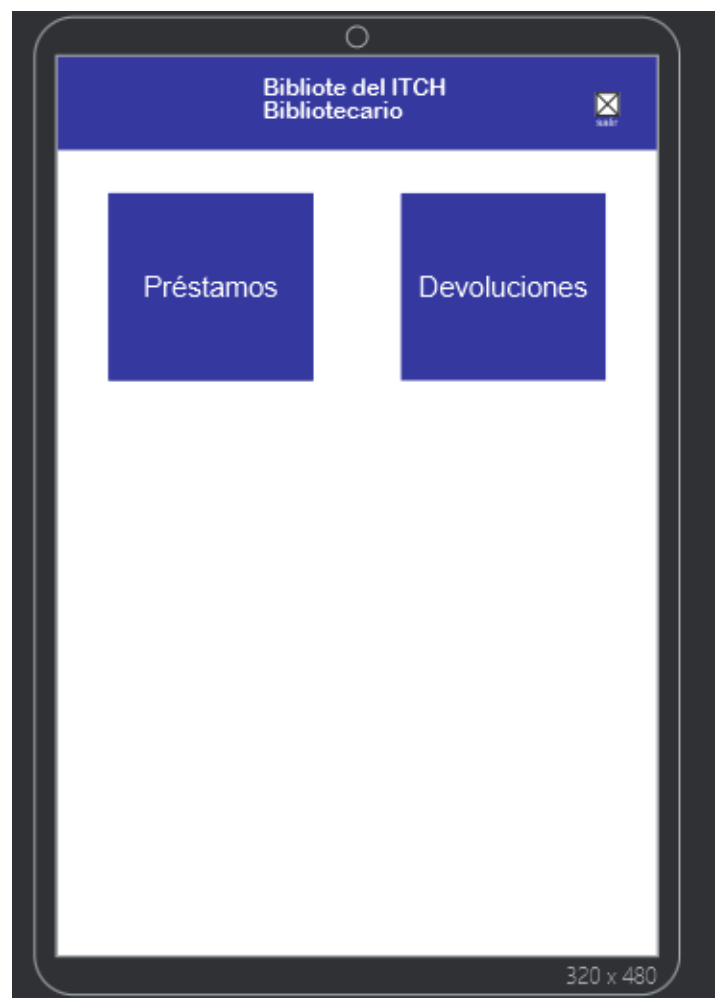 Bibliote del ITCH
Bibliotecario
salir
Préstamos
Devoluciones
320 x 480